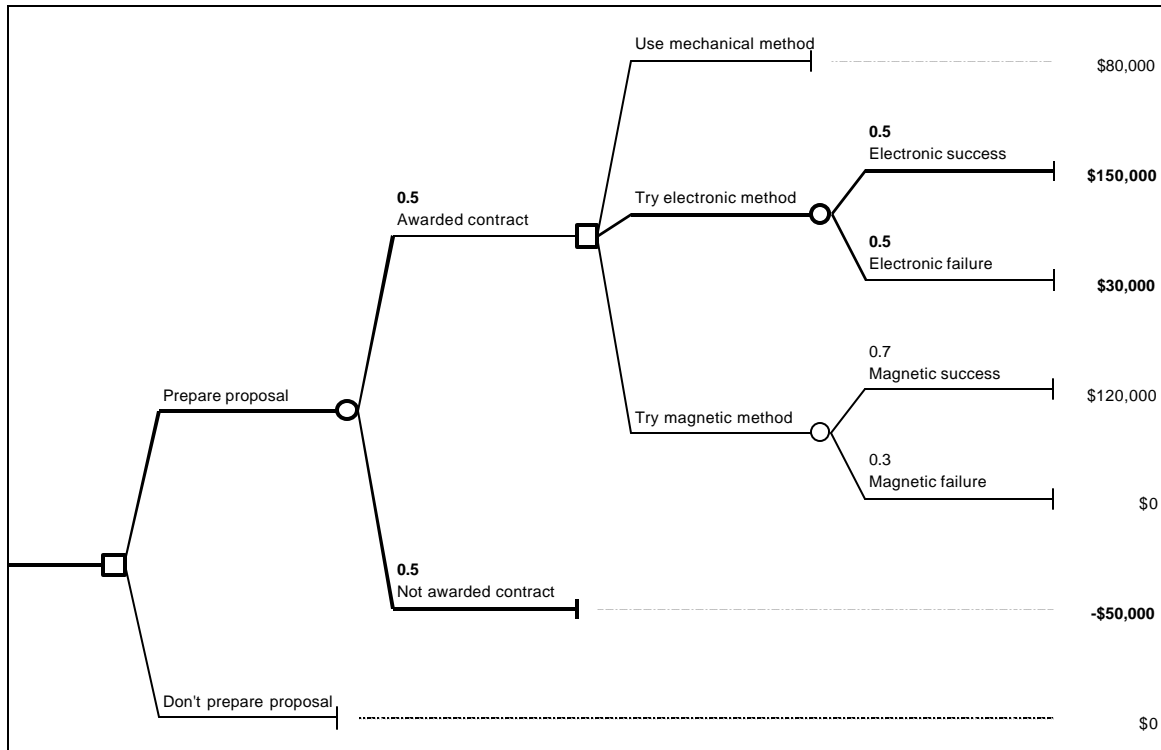 Use mechanical method
$80,000
0.5
Electronic success
$150,000
0.5
Awarded contract
Try electronic method
0.5
Electronic failure
$30,000
0.7
Magnetic success
$120,000
Prepare proposal
Try magnetic method
0.3
Magnetic failure
$0
0.5
Not awarded contract
-$50,000
Don't prepare proposal
$0